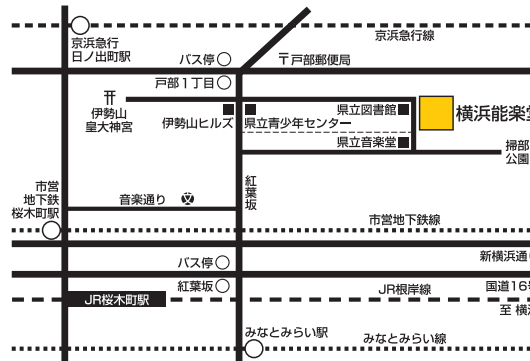 京浜急行線
京浜急行
日ノ出町駅
バス停
〒戸部郵便局
戸部1丁目
伊勢山
皇大神宮
伊勢山ヒルズ
県立青少年センター
県立図書館
県立音楽堂
横浜能楽堂
掃部
公園
紅葉坂
音楽通り
市営
地下鉄
桜木町駅
市営地下鉄線
新横浜通
バス停
紅葉坂
JR根岸線
国道16号
JR桜木町駅
至 横
みなとみらい駅
みなとみらい線